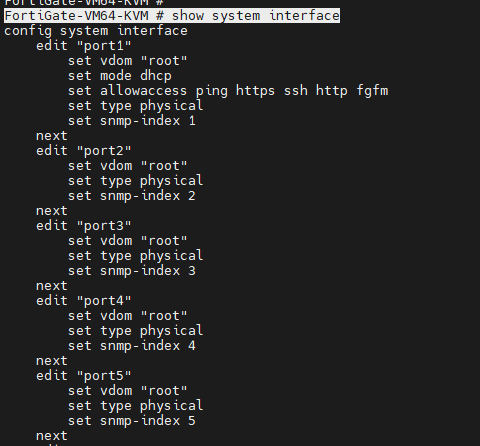 FortiGate-VM64-KVM #
FortiGate-VM64-KVM # show system interface
config system interface
    edit "port1"
        set vdom "root"
        set mode dhcp
        set allowaccess ping https ssh http fgfm
        set type physical
        set snmp-index 1
    next
    edit "port2"
        set vdom "root"
        set type physical
        set snmp-index 2
    next
    edit "port3"
        set vdom "root"
        set type physical
        set snmp-index 3
    next
    edit "port4"
        set vdom "root"
        set type physical
        set snmp-index 4
    next
    edit "port5"
        set vdom "root"
        set type physical
        set snmp-index 5
    next